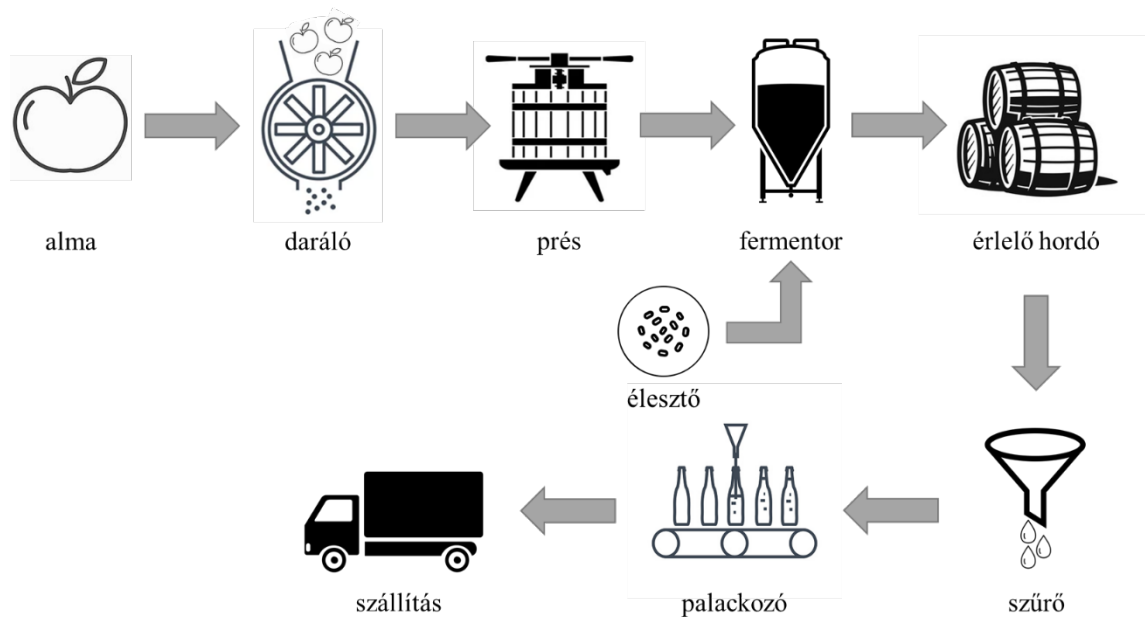 alma
daráló
prés
fermentor
érlelő hordó
élesztő
szállítás
palackozó
szűrő